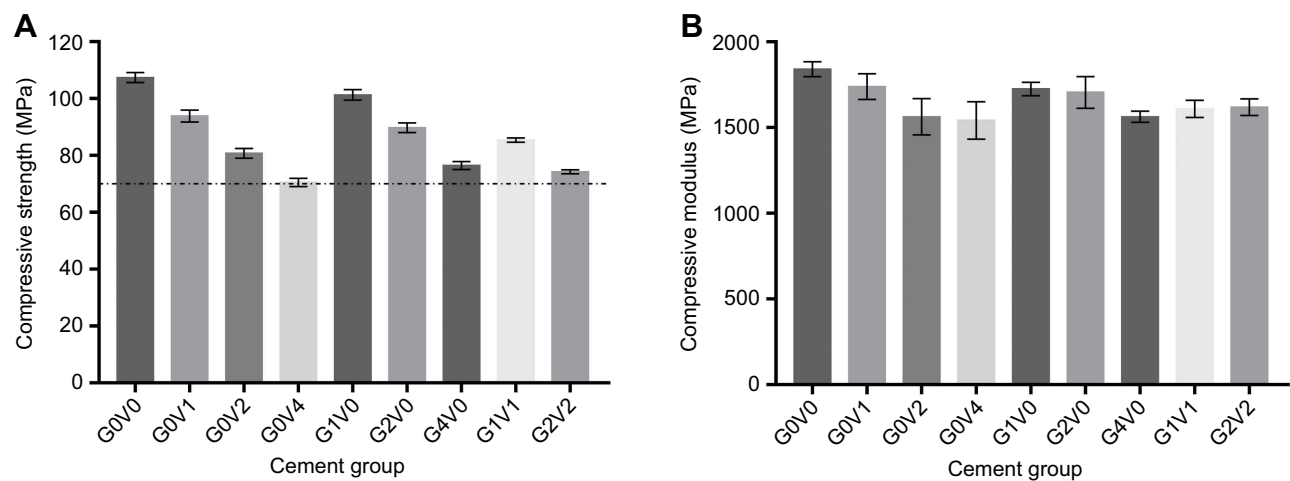 A
Compressive strength (MPa)
120
100
80
60
40
20
0
G0V0
G0V1
G0V2
G0V4
G1V0
G2V0
G4V0
G1V1
G2V2
Cement group
B
Compressive modulus (MPa)
2000
1500
1000
500
0
G0V0
G0V1
G0V2
G0V4
G1V0
G2V0
G4V0
G1V1
G2V2
Cement group